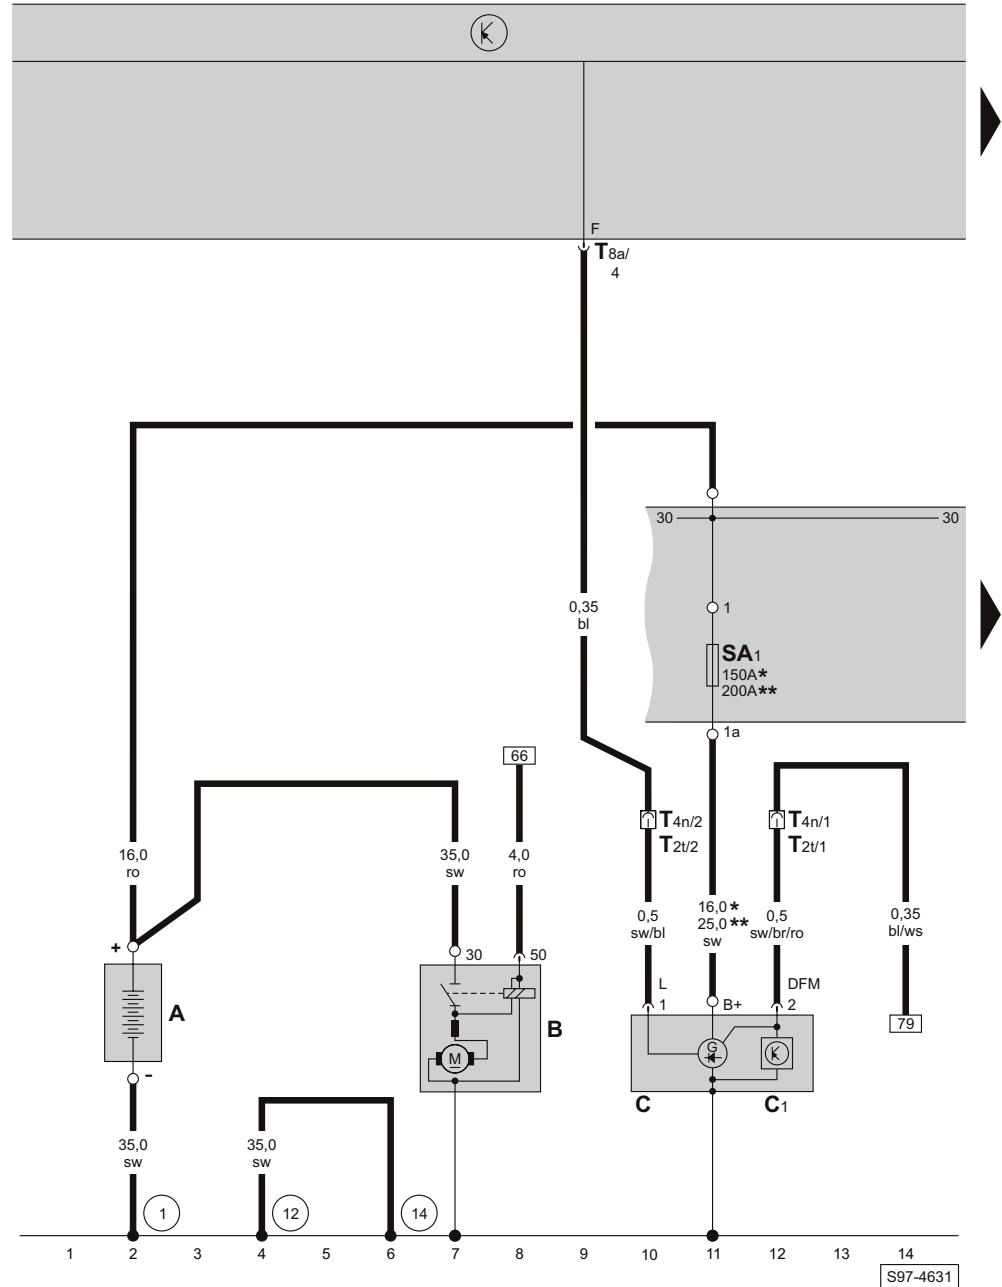 F
T8a/
4
30
30
0,35
bl
1
SA1
150A*
200A**
1a
66
T4n/2
T2t/2
T4n/1
T2t/1
16,0
ro
35,0
sw
4,0
ro
0,5
sw/bl
16,0 *
25,0 **
sw
0,5
sw/br/ro
0,35
bl/ws
+
30
50
L
1
B+
DFM
2
79
A
B
M
G
-
C
C1
35,0
sw
35,0
sw
1
12
14
1 2 3 4 5 6 7 8 9 10 11 12 13 14
S97-4631